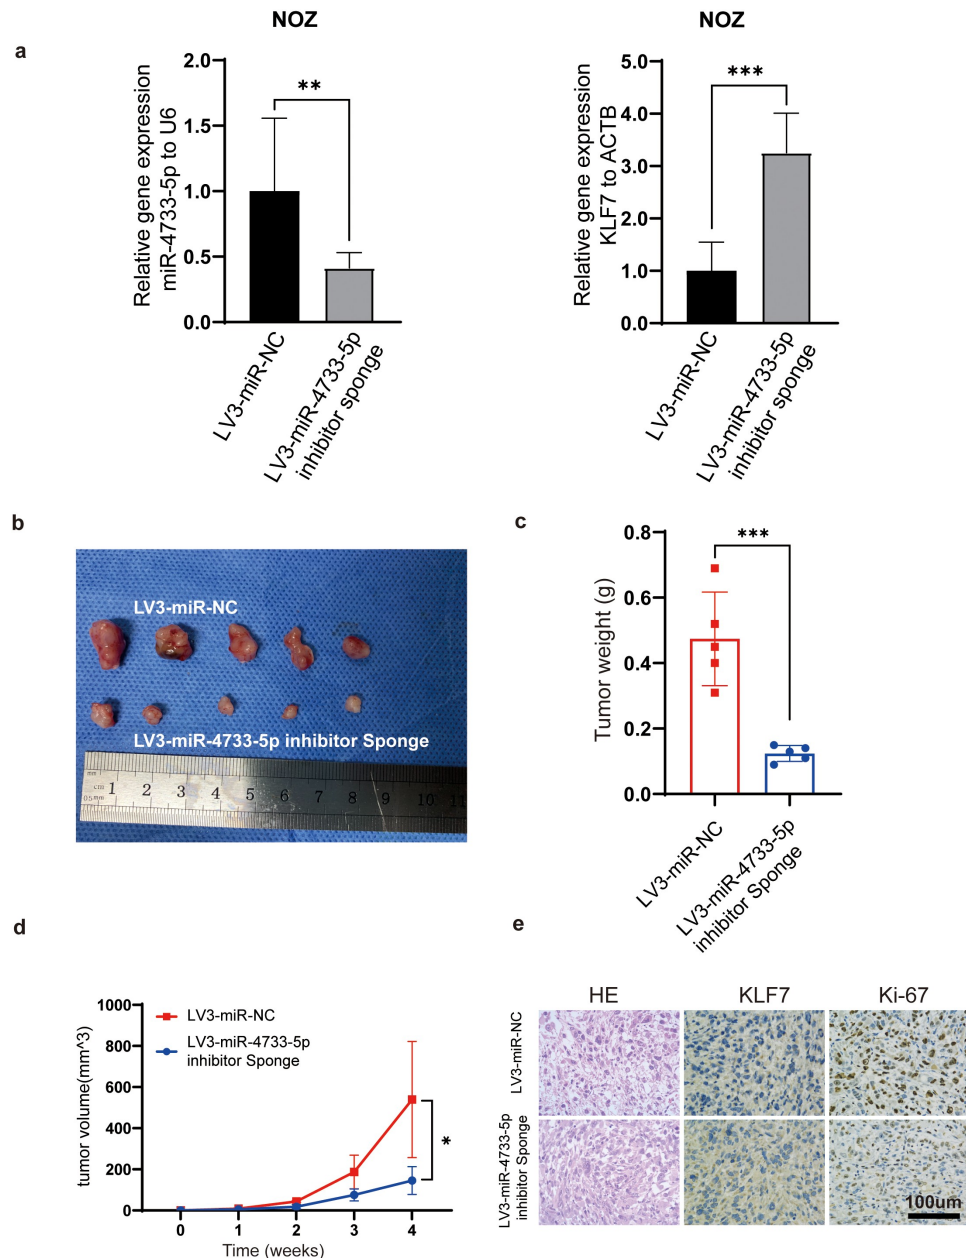 NOZ
NOZ
a
Relative gene expression
miR-4733-5p to U6
2.0
1.5
1.0
0.5
0.0
**
LV3-miR-NC
LV3-miR-4733-5p
inhibitor sponge
Relative gene expression
KLF7 to ACTB
5.0
4.0
3.0
2.0
1.0
0.0
***
LV3-miR-NC
LV3-miR-4733-5p
inhibitor sponge
b
LV3-miR-NC
LV3-miR-4733-5p inhibitor Sponge
mm
cm
0.5mm
1 2 3 4 5 6 7 8 9 10 11
c
Tumor weight (g)
0.8
0.6
0.4
0.2
0.0
***
LV3-miR-NC
LV3-miR-4733-5p
inhibitor Sponge
d
tumor volume(mm^3)
1000
800
600
400
200
0
LV3-miR-NC
LV3-miR-4733-5p
inhibitor Sponge
*
0 1 2 3 4
Time (weeks)
e
HE KLF7 Ki-67
LV3-miR-NC
LV3-miR-4733-5p
inhibitor Sponge
100um